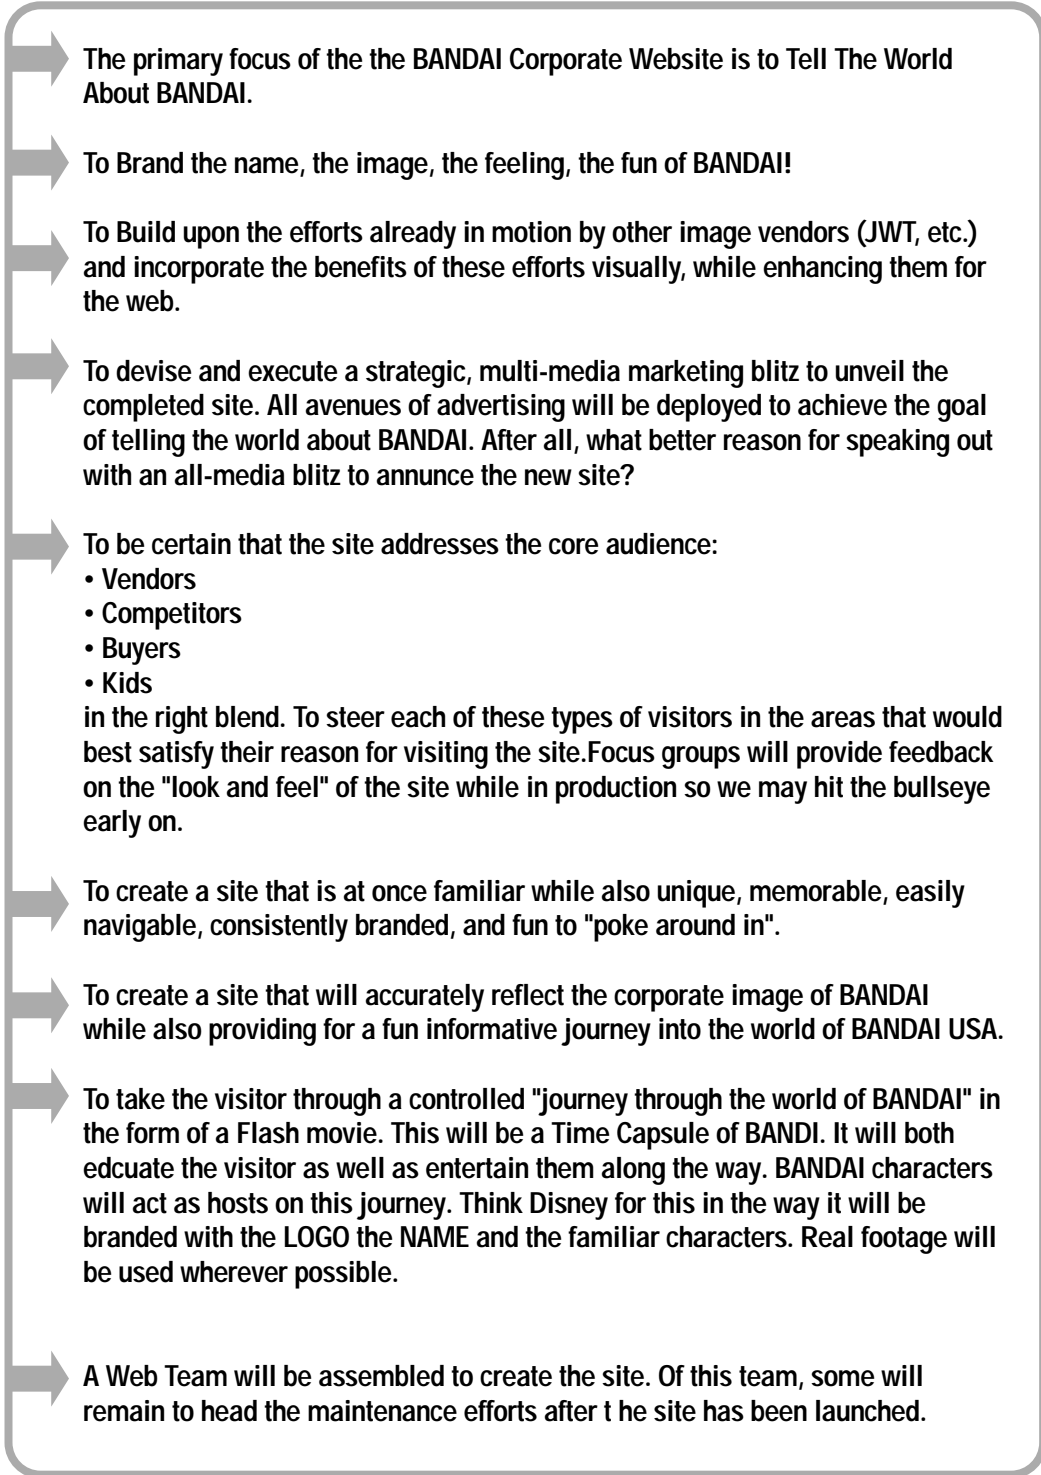 The primary focus of the the BANDAI Corporate Website is to Tell The World
About BANDAI.
To Brand the name, the image, the feeling, the fun of BANDAI!
To Build upon the efforts already in motion by other image vendors (JWT, etc.)
and incorporate the benefits of these efforts visually, while enhancing them for
the web.
To devise and execute a strategic, multi-media marketing blitz to unveil the
completed site. All avenues of advertising will be deployed to achieve the goal
of telling the world about BANDAI. After all, what better reason for speaking out
with an all-media blitz to annunce the new site?
To be certain that the site addresses the core audience:
• Vendors
• Competitors
• Buyers
• Kids
in the right blend. To steer each of these types of visitors in the areas that would
best satisfy their reason for visiting the site.Focus groups will provide feedback
on the "look and feel" of the site while in production so we may hit the bullseye
early on.
To create a site that is at once familiar while also unique, memorable, easily
navigable, consistently branded, and fun to "poke around in".
To create a site that will accurately reflect the corporate image of BANDAI
while also providing for a fun informative journey into the world of BANDAI USA.
To take the visitor through a controlled "journey through the world of BANDAI" in
the form of a Flash movie. This will be a Time Capsule of BANDI. It will both
edcuate the visitor as well as entertain them along the way. BANDAI characters
will act as hosts on this journey. Think Disney for this in the way it will be
branded with the LOGO the NAME and the familiar characters. Real footage will
be used wherever possible.
A Web Team will be assembled to create the site. Of this team, some will
remain to head the maintenance efforts after t he site has been launched.